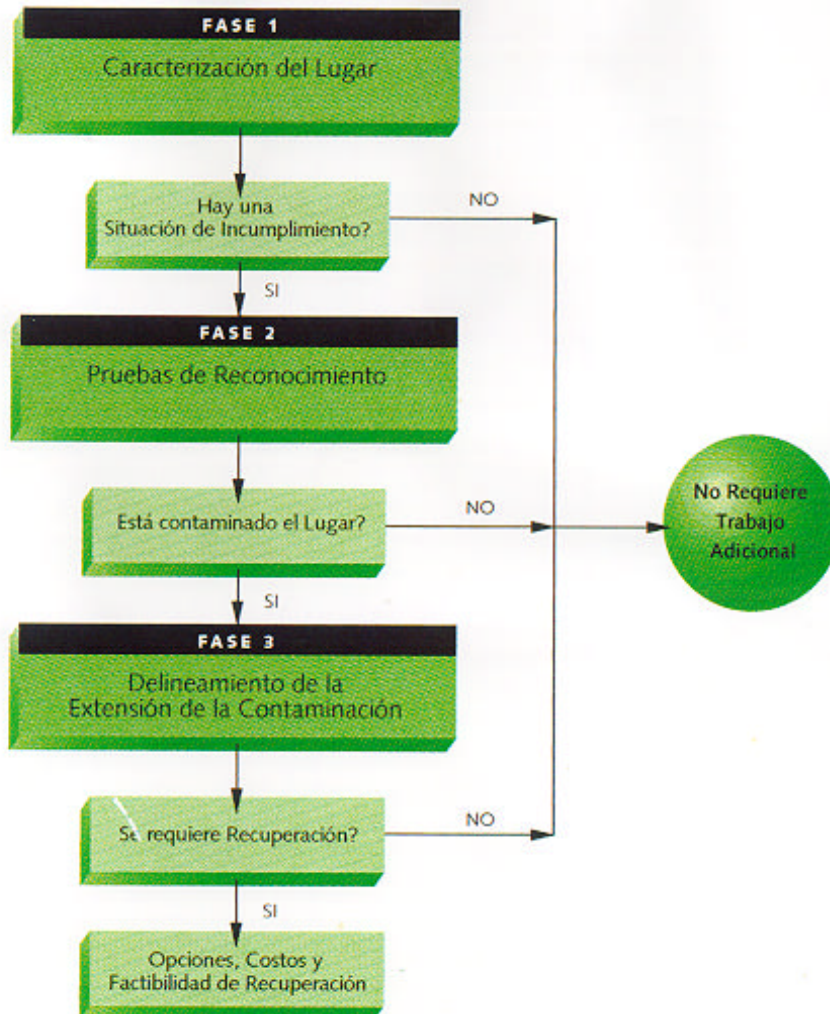 FASE 1
Caracterización del Lugar
Hay una
Situación de Incumplimiento?
NO
SI
FASE 2
Pruebas de Reconocimiento
Está contaminado el Lugar?
NO
No Requiere
Trabajo
Adicional
SI
FASE 3
Delineamiento de la
Extensión de la Contaminación
Se requiere Recuperación?
NO
SI
Opciones, Costos y
Factibilidad de Recuperación